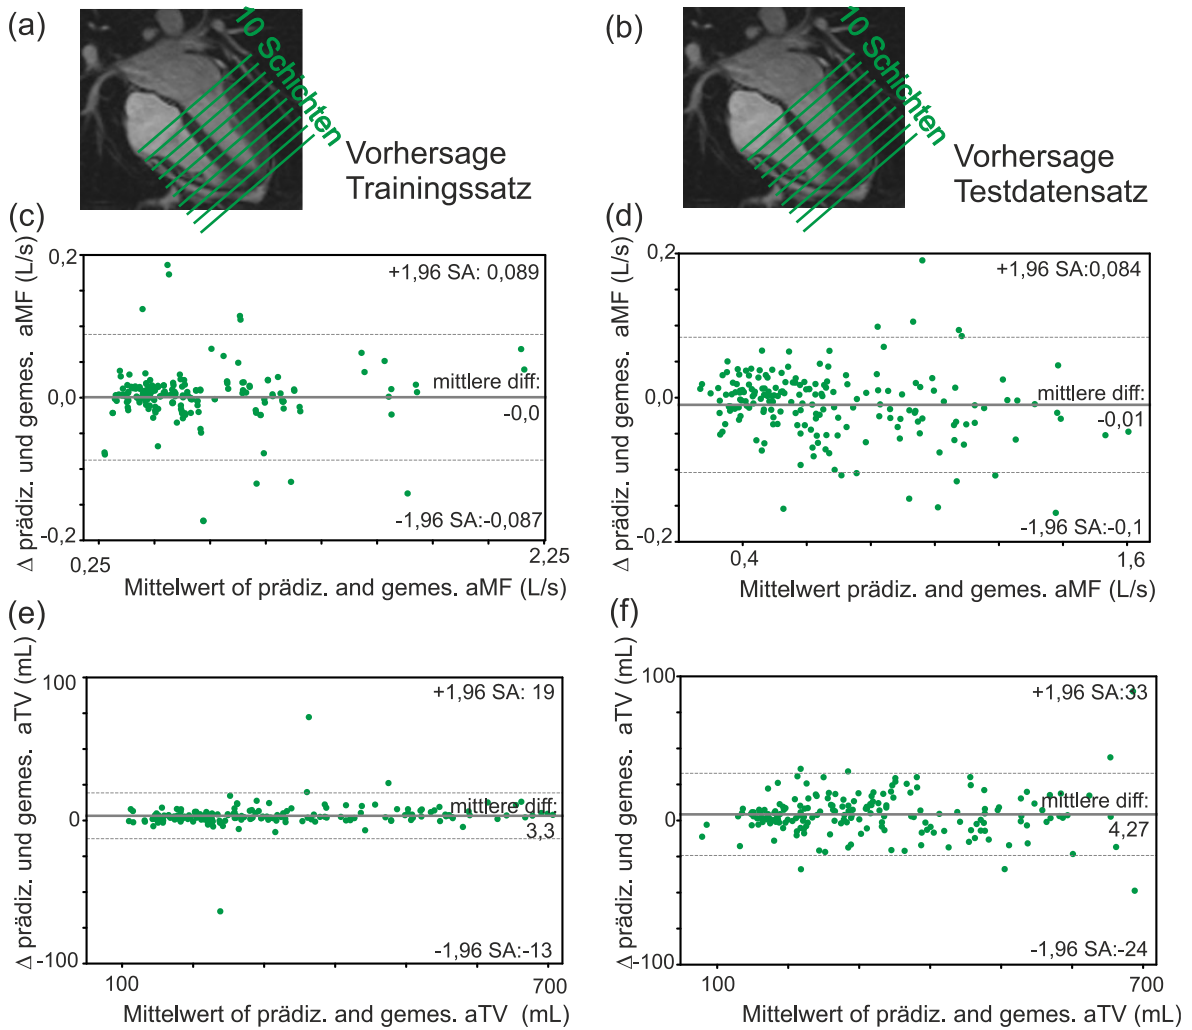 (a)
10 Schichten
Vorhersage
Trainingssatz
(b)
10 Schichten
Vorhersage
Testdatensatz
(c)
Δ prädiz. und gemes. aMF (L/s)
0,2
0,0
-0,2
+1,96 SA: 0,089
mittlere diff:
-0,0
-1,96 SA:-0,087
0,25
2,25
Mittelwert of prädiz. and gemes. aMF (L/s)
(d)
Δ prädiz. und gemes. aMF (L/s)
0,2
0,0
-0,2
+1,96 SA:0,084
mittlere diff:
-0,01
-1,96 SA:-0,1
0,4
1,6
Mittelwert prädiz. and gemes. aMF (L/s)
(e)
Δ prädiz. und gemes. aTV (mL)
100
0
-100
+1,96 SA: 19
mittlere diff:
3,3
-1,96 SA:-13
100
700
Mittelwert of prädiz. and gemes. aTV (mL)
(f)
Δ prädiz. und gemes. aTV (mL)
100
0
-100
+1,96 SA:33
mittlere diff:
4,27
-1,96 SA:-24
100
700
Mittelwert of prädiz. and gemes. aTV (mL)